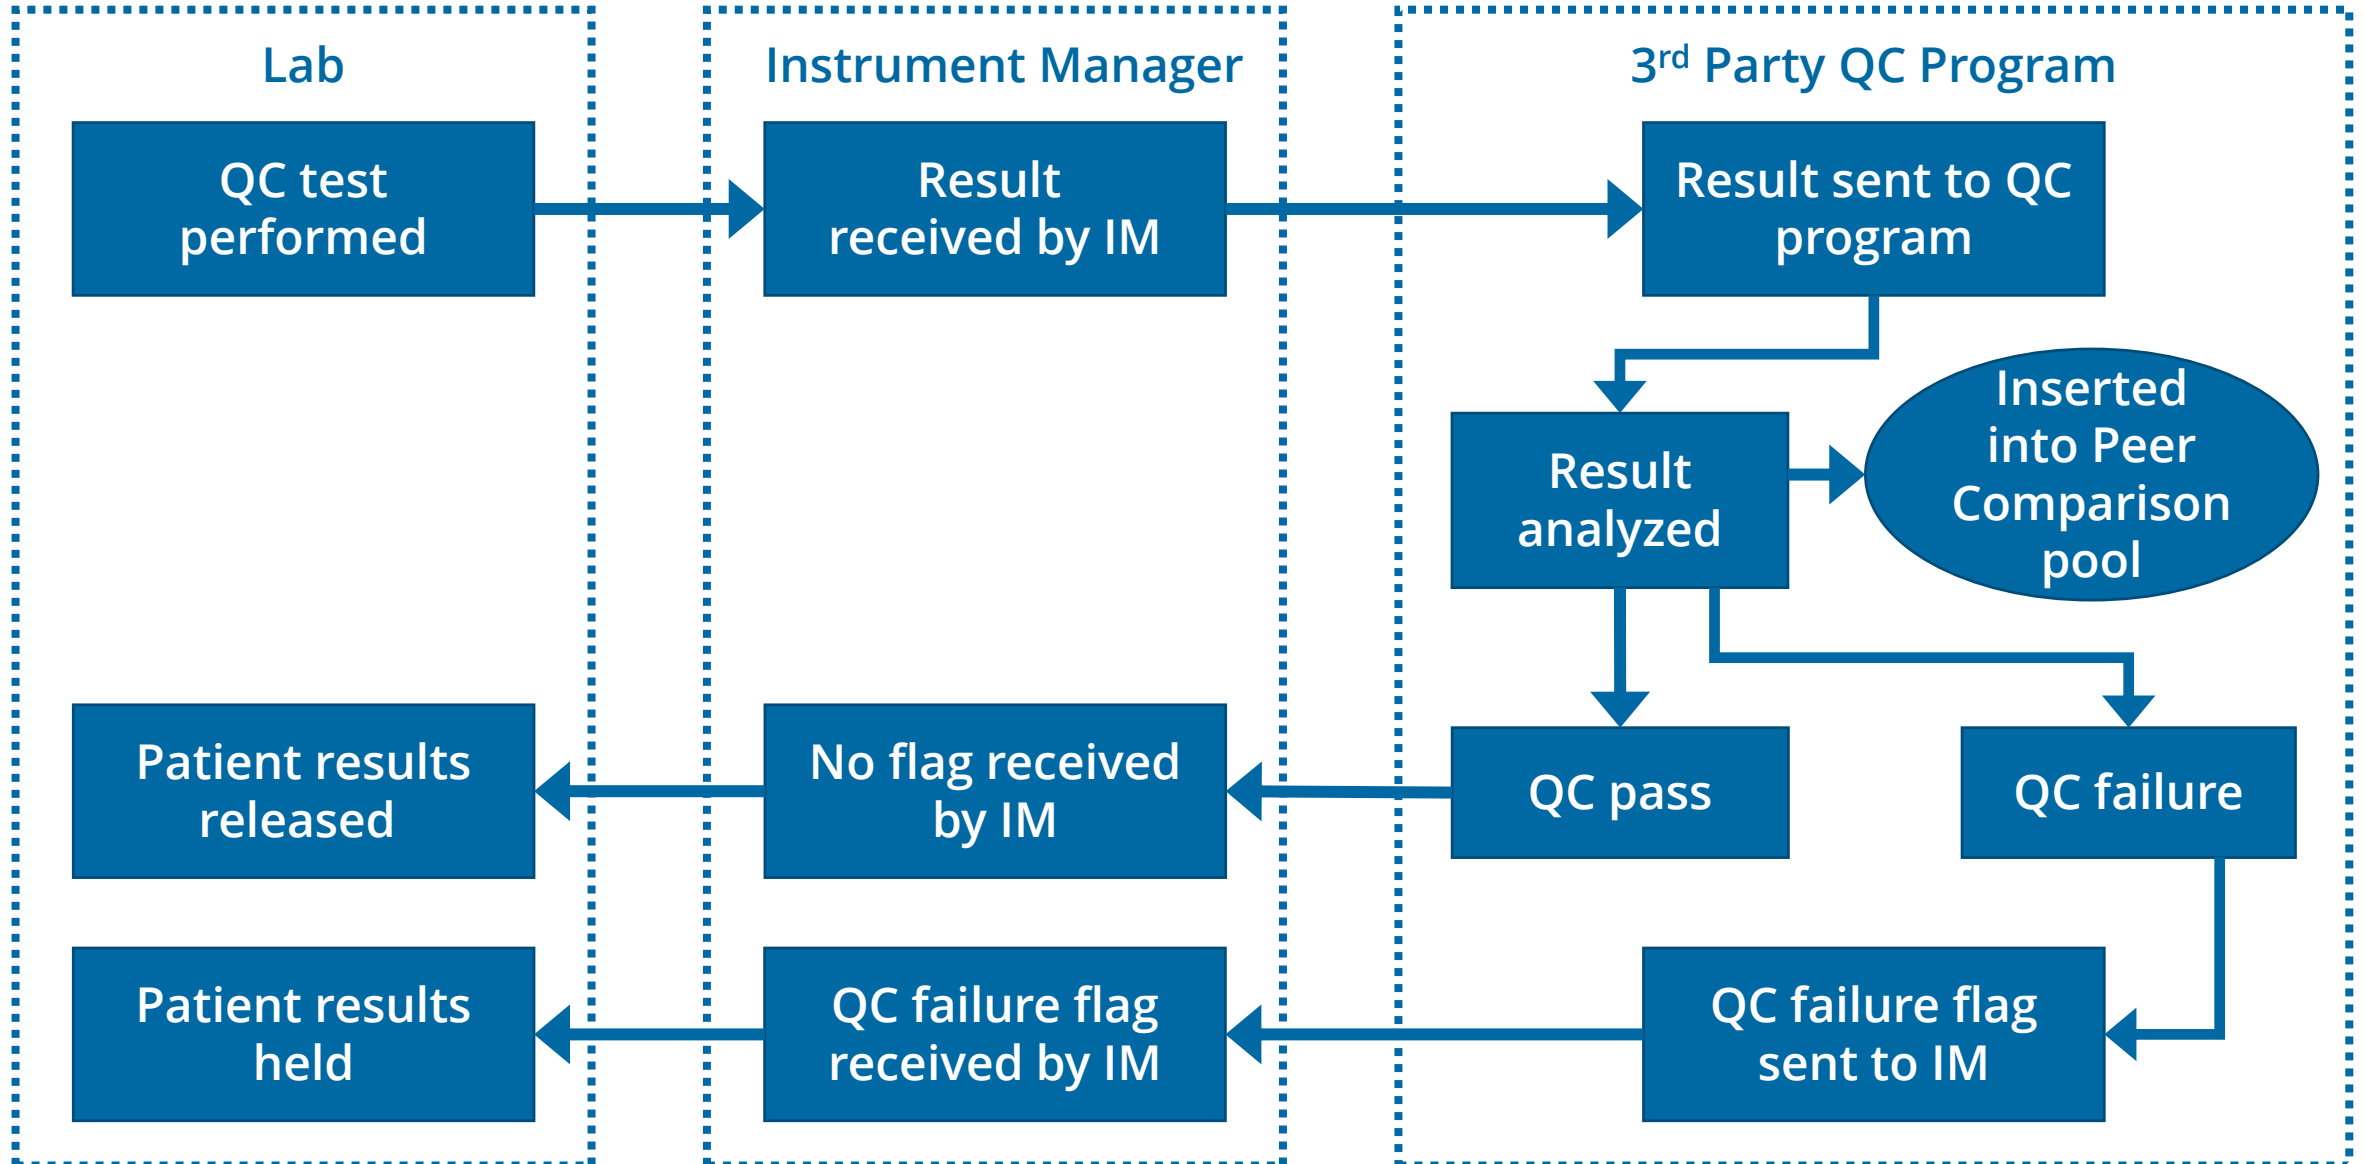 Lab
Instrument Manager
3rd Party QC Program
QC test
performed
Result
received by IM
Result sent to QC
program
Result
analyzed
Inserted
into Peer
Comparison
pool
Patient results
released
No flag received
by IM
QC pass
QC failure
Patient results
held
QC failure flag
received by IM
QC failure flag
sent to IM